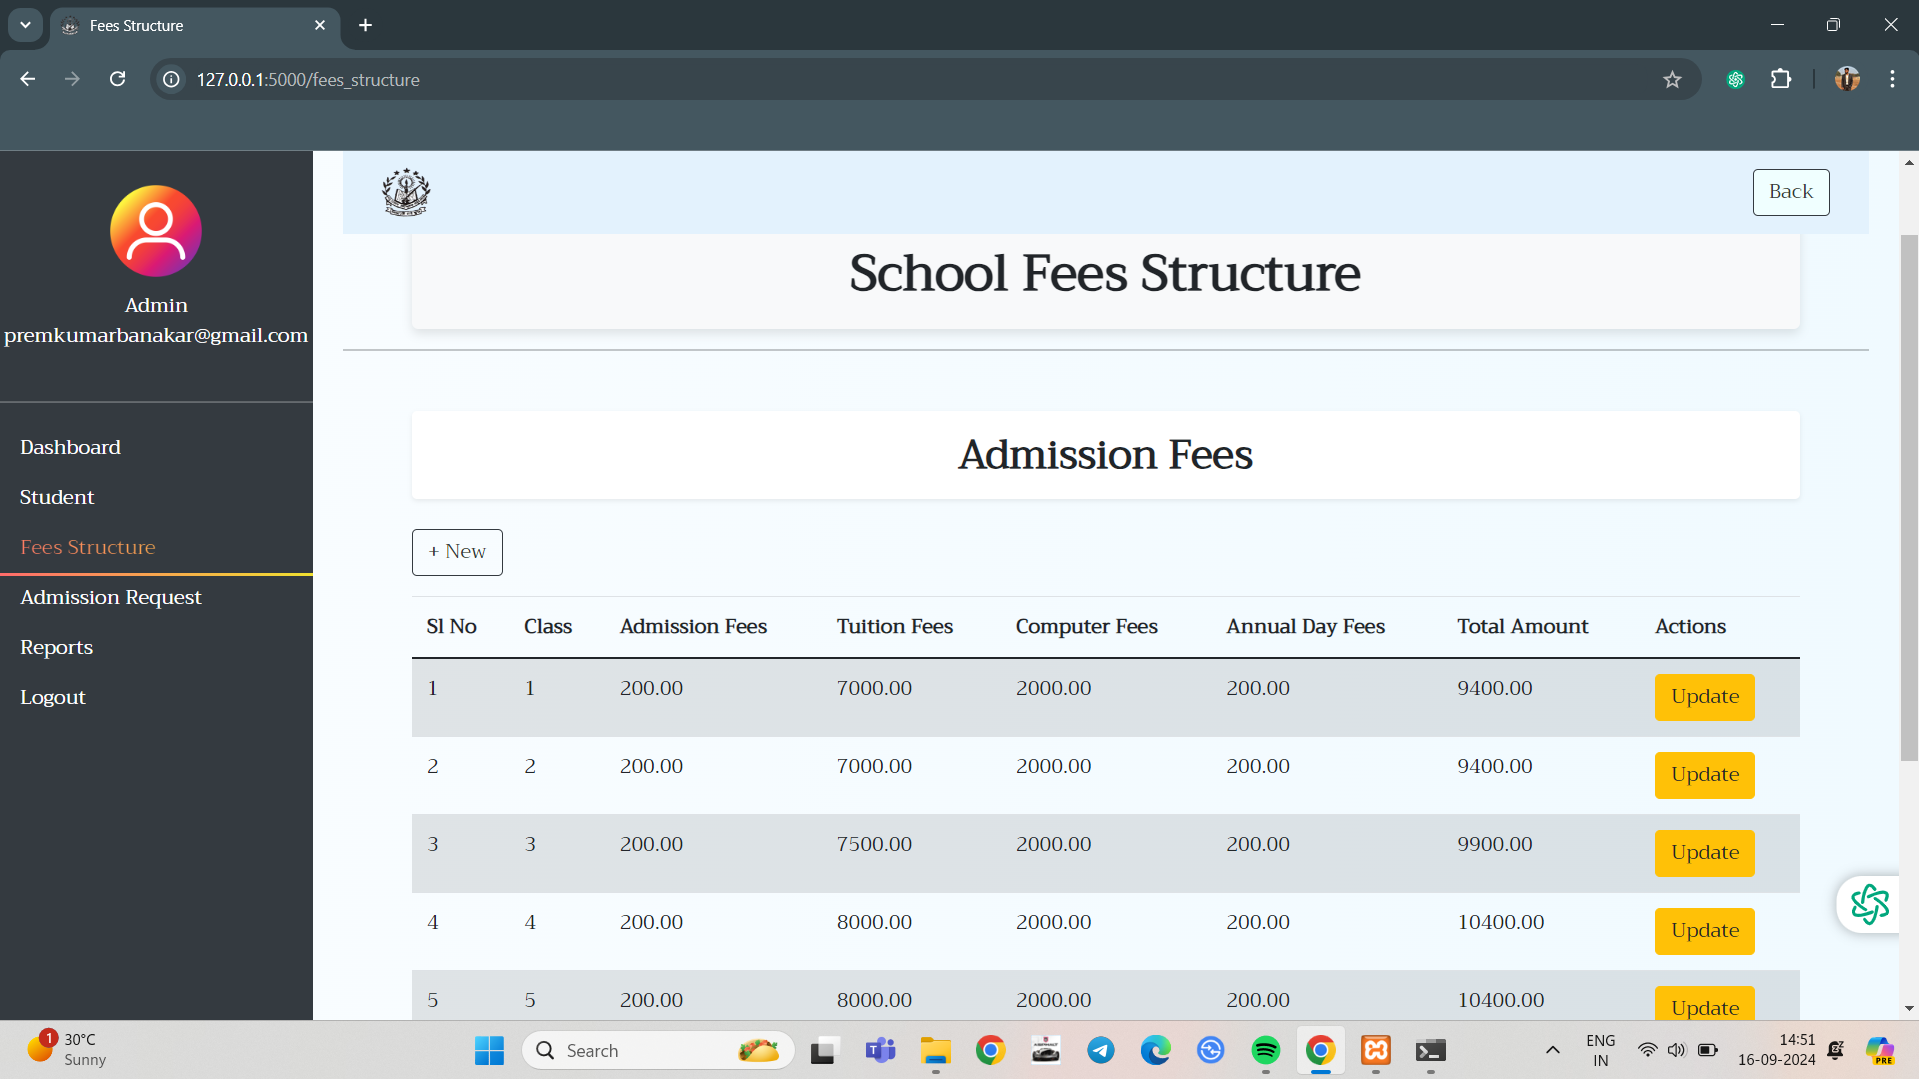 Fees Structure
127.0.0.1:5000/fees_structure
Back
Admin
premkumarbanakar@gmail.com
Dashboard
Student
Fees Structure
Admission Request
Reports
Logout
School Fees Structure
Admission Fees
+ New
Sl No Class Admission Fees Tuition Fees Computer Fees Annual Day Fees Total Amount Actions
1 1 200.00 7000.00 2000.00 200.00 9400.00 Update
2 2 200.00 7000.00 2000.00 200.00 9400.00 Update
3 3 200.00 7500.00 2000.00 200.00 9900.00 Update
4 4 200.00 8000.00 2000.00 200.00 10400.00 Update
5 5 200.00 8000.00 2000.00 200.00 10400.00 Update
1
30°C
Sunny
Search
ENG
IN
14:51
16-09-2024
PRE